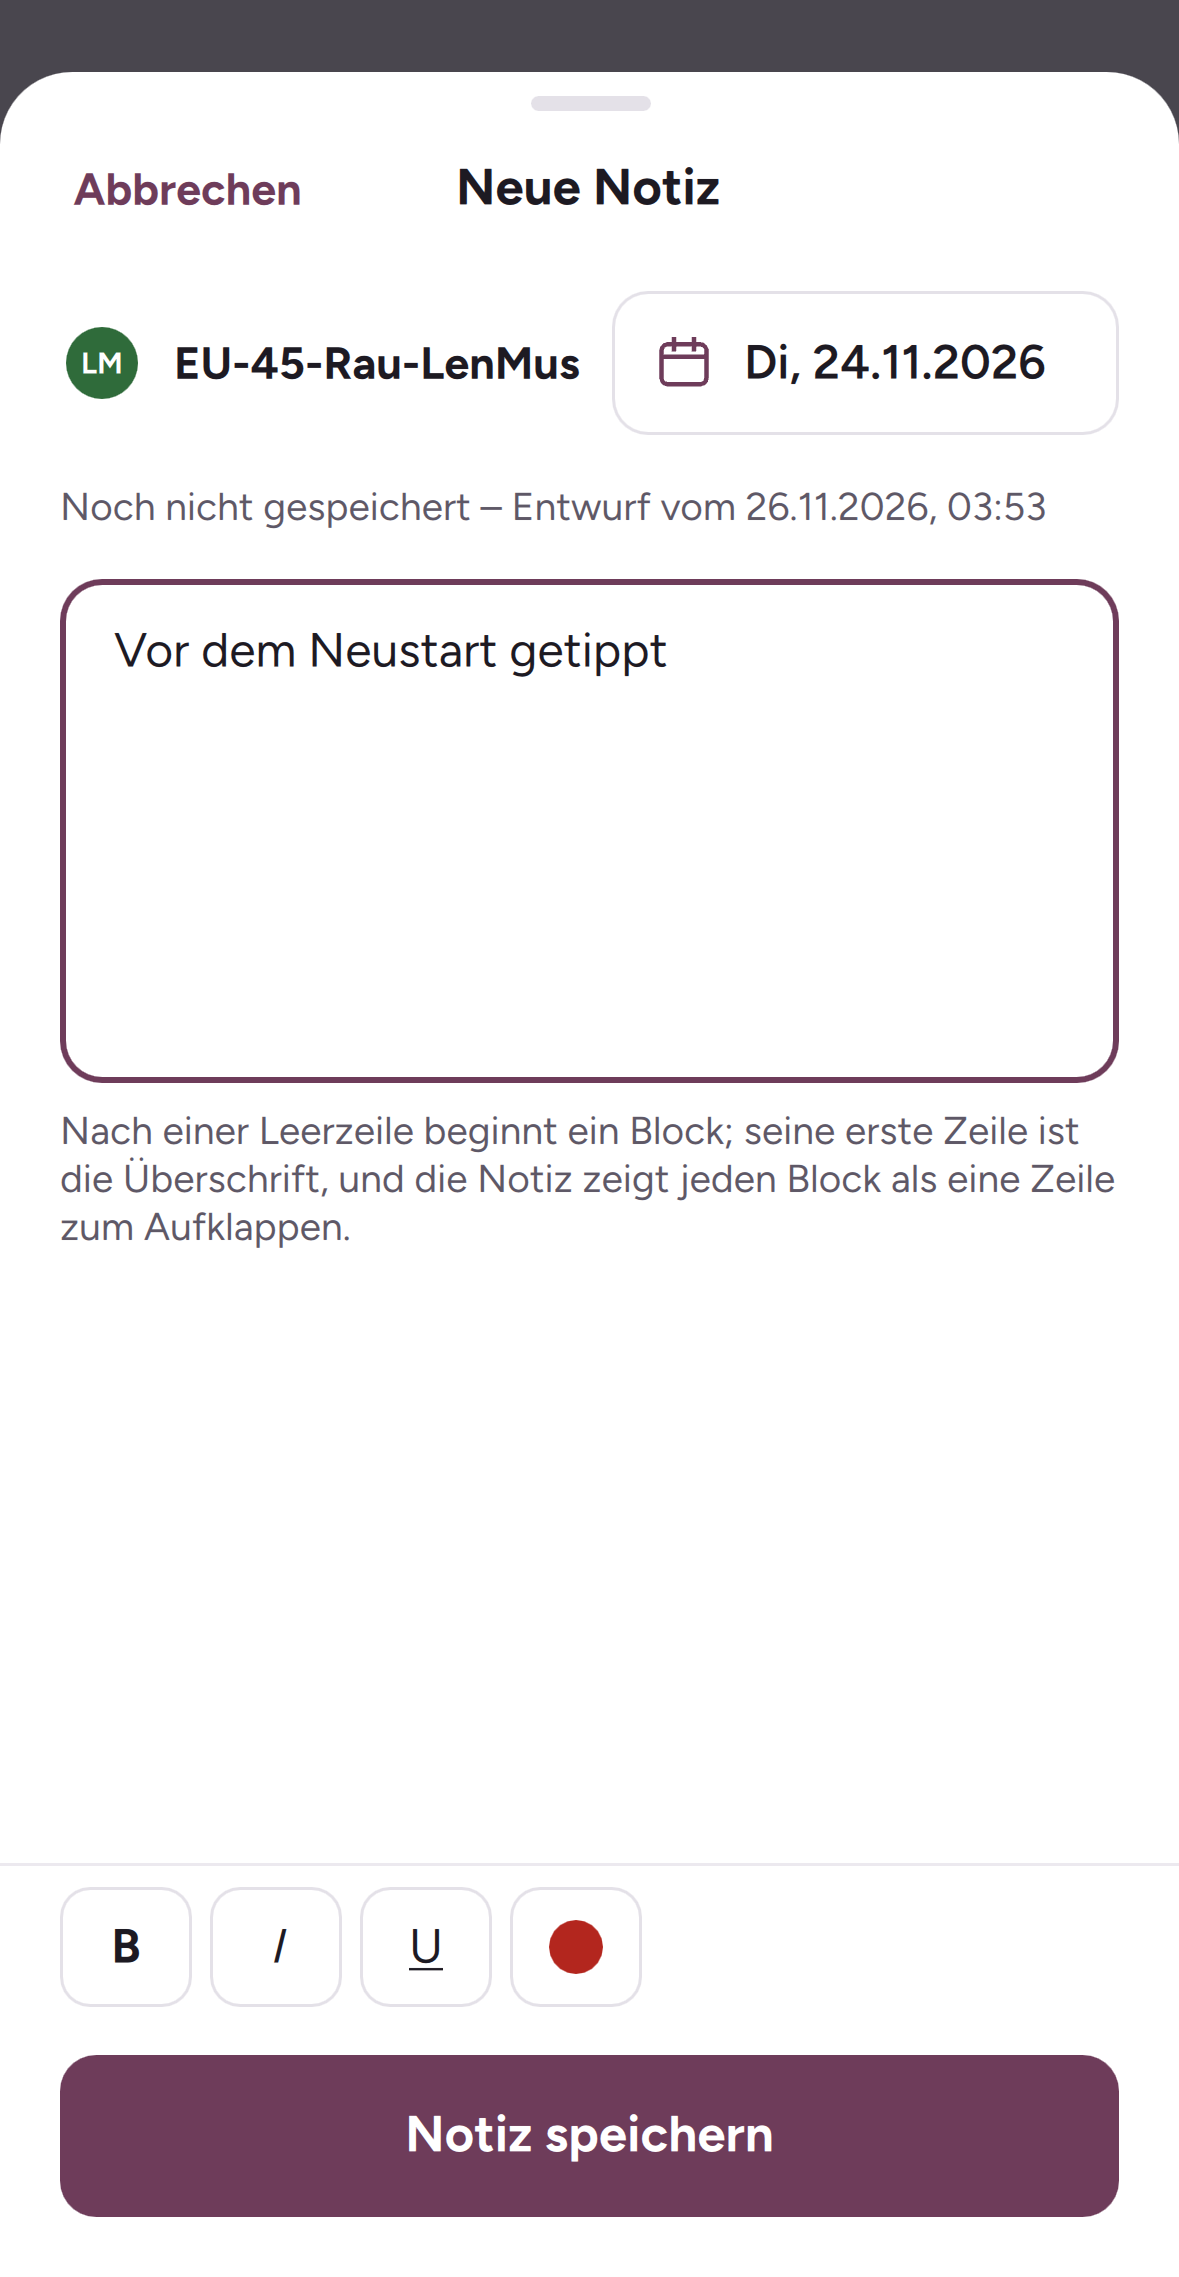 Abbrechen
Neue Notiz
LM
EU-45-Rau-LenMus
Di, 24.11.2026
Noch nicht gespeichert – Entwurf vom 26.11.2026, 03:53
Vor dem Neustart getippt
Nach einer Leerzeile beginnt ein Block; seine erste Zeile ist
die Überschrift, und die Notiz zeigt jeden Block als eine Zeile
zum Aufklappen.
B
I
U
Notiz speichern